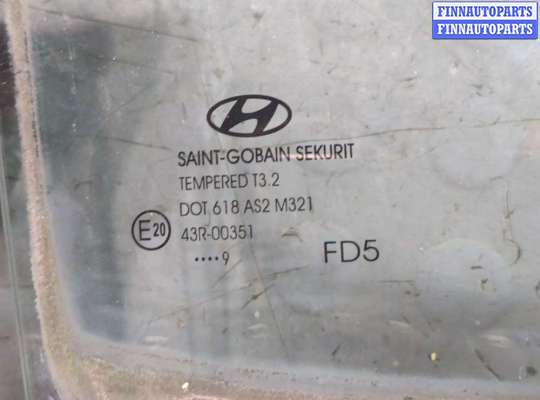 FINNAUTOPARTS
FINNAUTOPARTS
SAINT-GOBAIN SEKURIT
TEMPERED T3.2
DOT 618 AS2 M321
E20 43R-00351
••••9
FD5